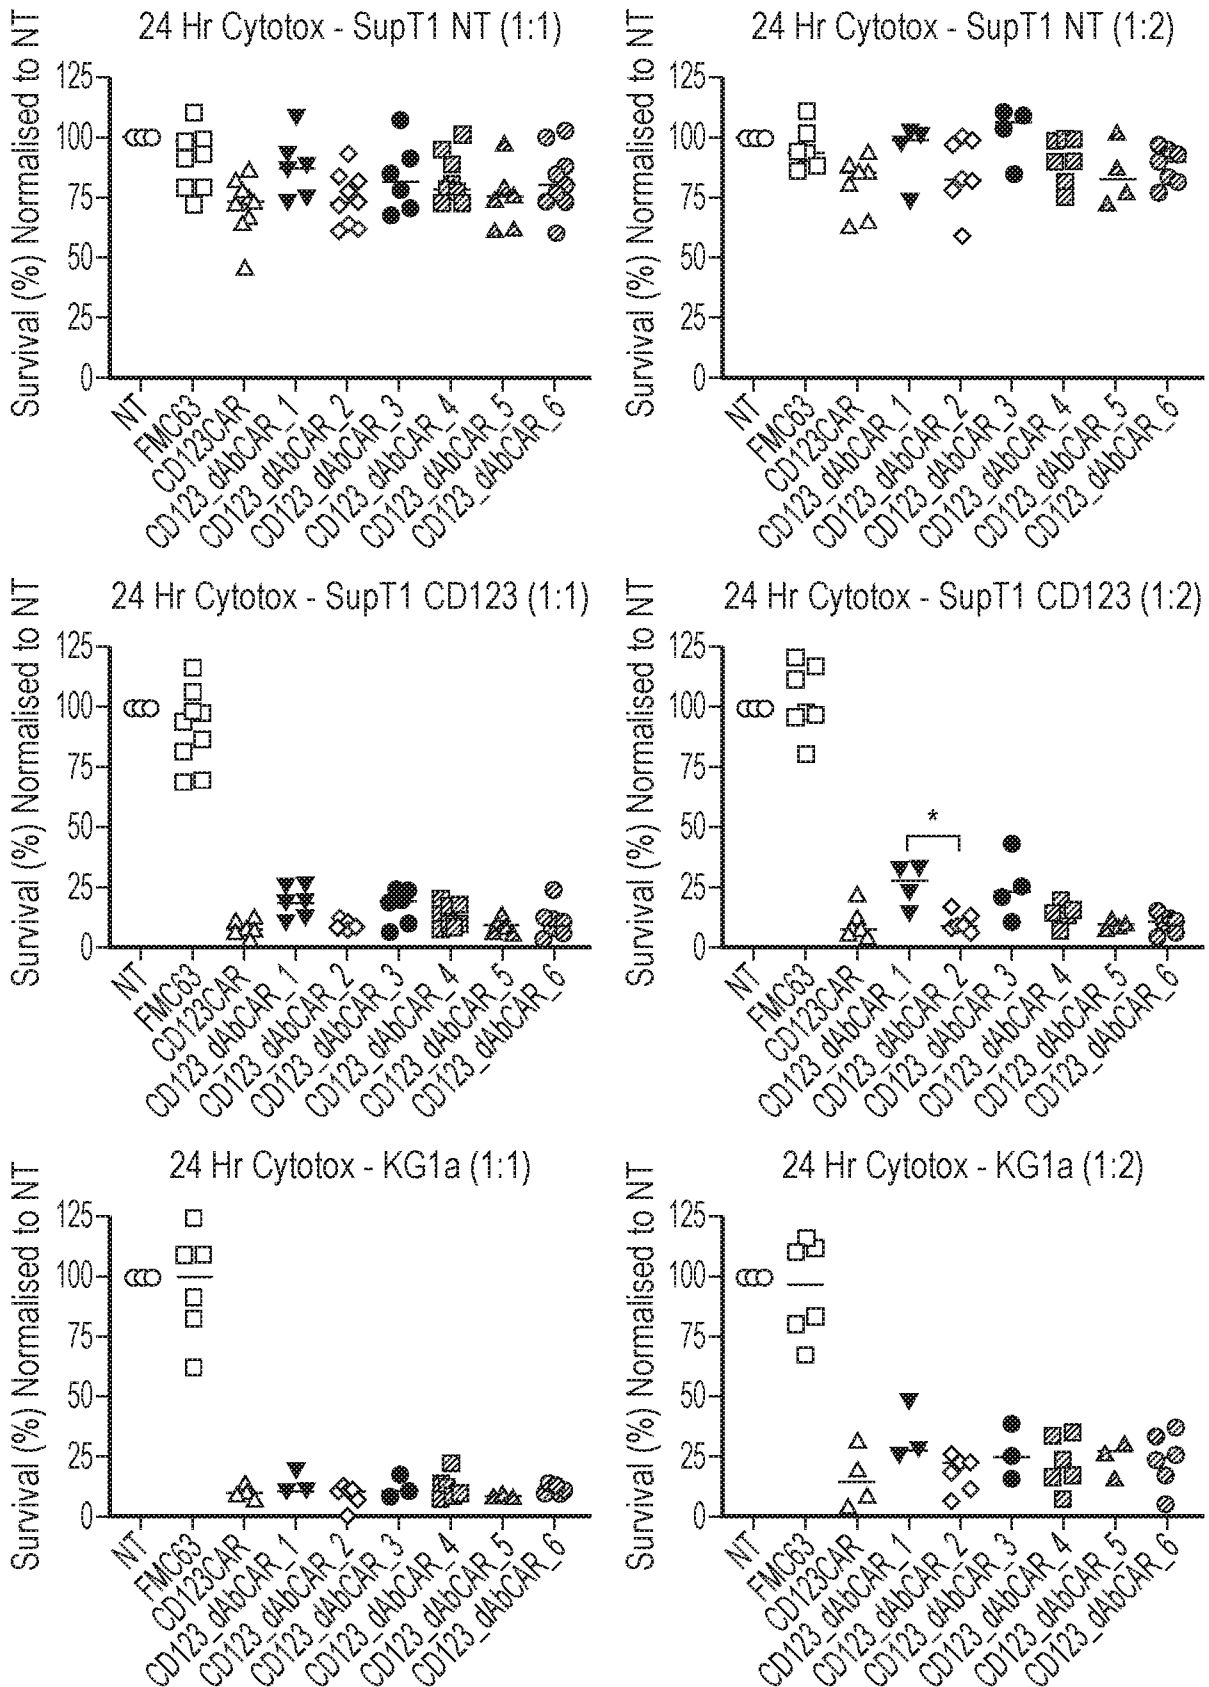 24 Hr Cytotox - SupT1 NT (1:1)
Survival (%) Normalised to NT
125
100
75
50
25
0
NT
FMC63
CD123CAR
CD123_dAbCAR_1
CD123_dAbCAR_2
CD123_dAbCAR_3
CD123_dAbCAR_4
CD123_dAbCAR_5
CD123_dAbCAR_6
24 Hr Cytotox - SupT1 NT (1:2)
Survival (%) Normalised to NT
125
100
75
50
25
0
NT
FMC63
CD123CAR
CD123_dAbCAR_1
CD123_dAbCAR_2
CD123_dAbCAR_3
CD123_dAbCAR_4
CD123_dAbCAR_5
CD123_dAbCAR_6
24 Hr Cytotox - SupT1 CD123 (1:1)
Survival (%) Normalised to NT
125
100
75
50
25
0
NT
FMC63
CD123CAR
CD123_dAbCAR_1
CD123_dAbCAR_2
CD123_dAbCAR_3
CD123_dAbCAR_4
CD123_dAbCAR_5
CD123_dAbCAR_6
24 Hr Cytotox - SupT1 CD123 (1:2)
Survival (%) Normalised to NT
125
100
75
50
25
0
*
NT
FMC63
CD123CAR
CD123_dAbCAR_1
CD123_dAbCAR_2
CD123_dAbCAR_3
CD123_dAbCAR_4
CD123_dAbCAR_5
CD123_dAbCAR_6
24 Hr Cytotox - KG1a (1:1)
Survival (%) Normalised to NT
125
100
75
50
25
0
NT
FMC63
CD123CAR
CD123_dAbCAR_1
CD123_dAbCAR_2
CD123_dAbCAR_3
CD123_dAbCAR_4
CD123_dAbCAR_5
CD123_dAbCAR_6
24 Hr Cytotox - KG1a (1:2)
Survival (%) Normalised to NT
125
100
75
50
25
0
NT
FMC63
CD123CAR
CD123_dAbCAR_1
CD123_dAbCAR_2
CD123_dAbCAR_3
CD123_dAbCAR_4
CD123_dAbCAR_5
CD123_dAbCAR_6